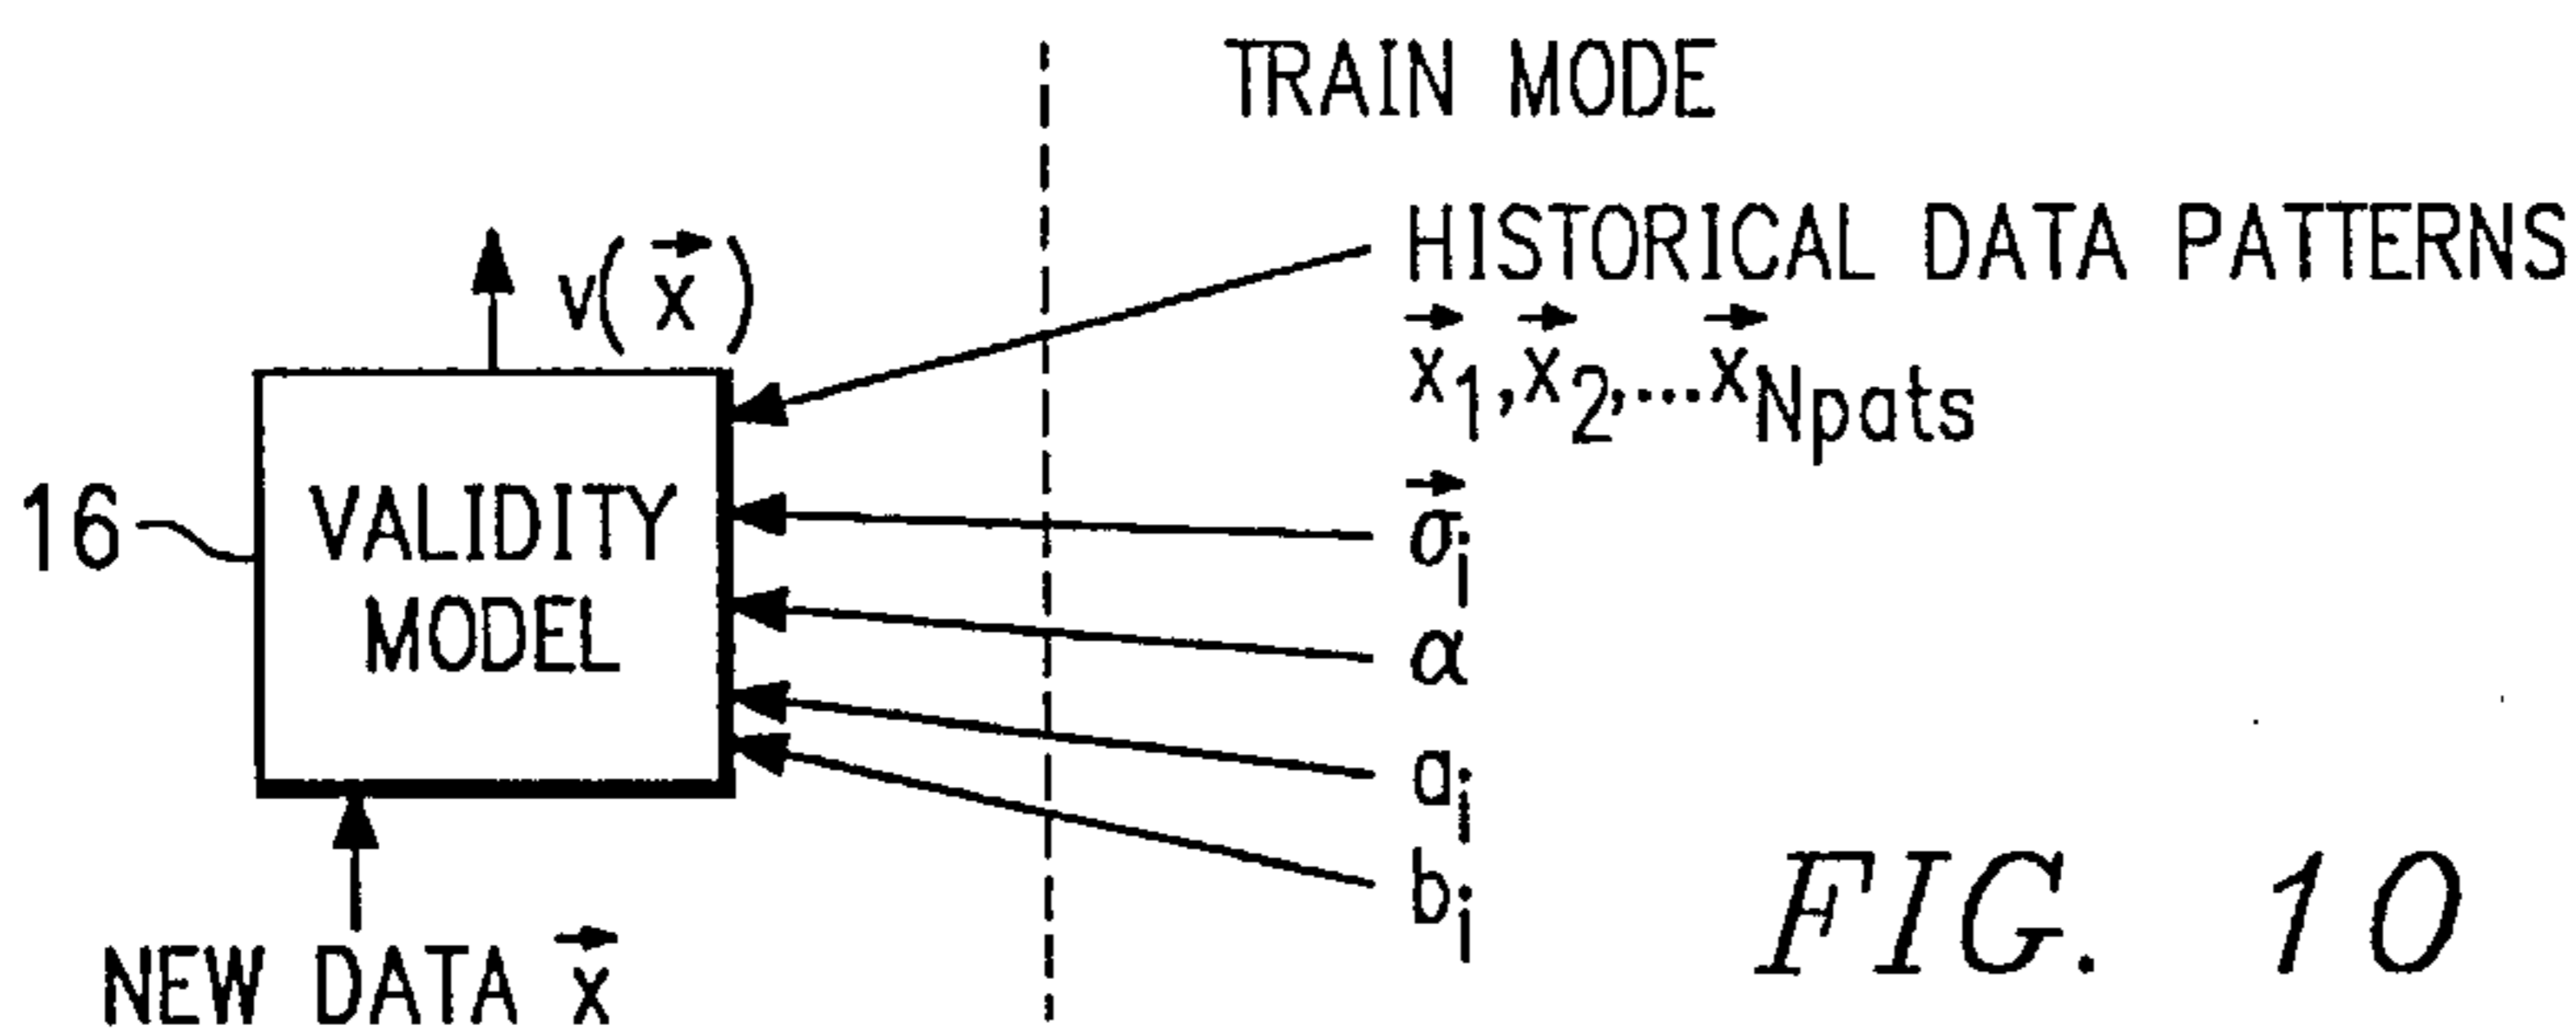 TRAIN MODE
HISTORICAL DATA PATTERNS
x⃗₁,x⃗₂,...x⃗Npats
v(x⃗)
16
VALIDITY
MODEL
σ⃗i
α
ai
bi
NEW DATA x⃗
FIG. 10